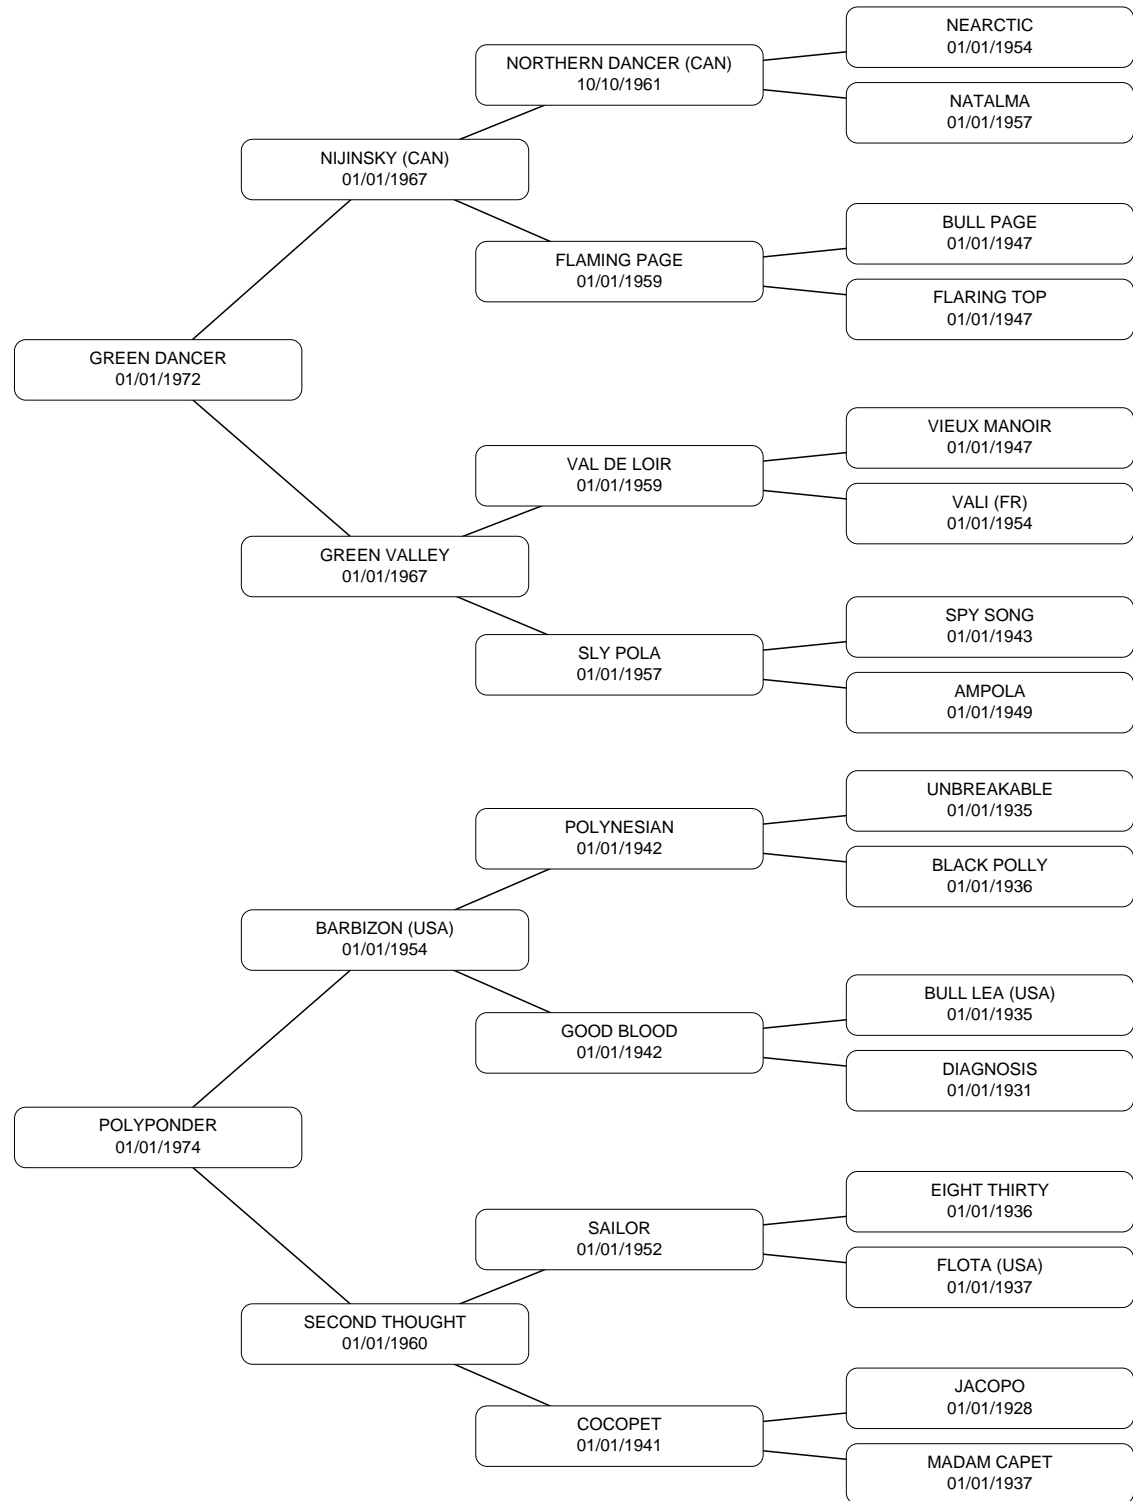 NEARCTIC
01/01/1954
NORTHERN DANCER (CAN)
10/10/1961
NATALMA
01/01/1957
NIJINSKY (CAN)
01/01/1967
BULL PAGE
01/01/1947
FLAMING PAGE
01/01/1959
FLARING TOP
01/01/1947
GREEN DANCER
01/01/1972
VIEUX MANOIR
01/01/1947
VAL DE LOIR
01/01/1959
VALI (FR)
01/01/1954
GREEN VALLEY
01/01/1967
SPY SONG
01/01/1943
SLY POLA
01/01/1957
AMPOLA
01/01/1949
UNBREAKABLE
01/01/1935
POLYNESIAN
01/01/1942
BLACK POLLY
01/01/1936
BARBIZON (USA)
01/01/1954
BULL LEA (USA)
01/01/1935
GOOD BLOOD
01/01/1942
DIAGNOSIS
01/01/1931
POLYPONDER
01/01/1974
EIGHT THIRTY
01/01/1936
SAILOR
01/01/1952
FLOTA (USA)
01/01/1937
SECOND THOUGHT
01/01/1960
JACOPO
01/01/1928
COCOPET
01/01/1941
MADAM CAPET
01/01/1937